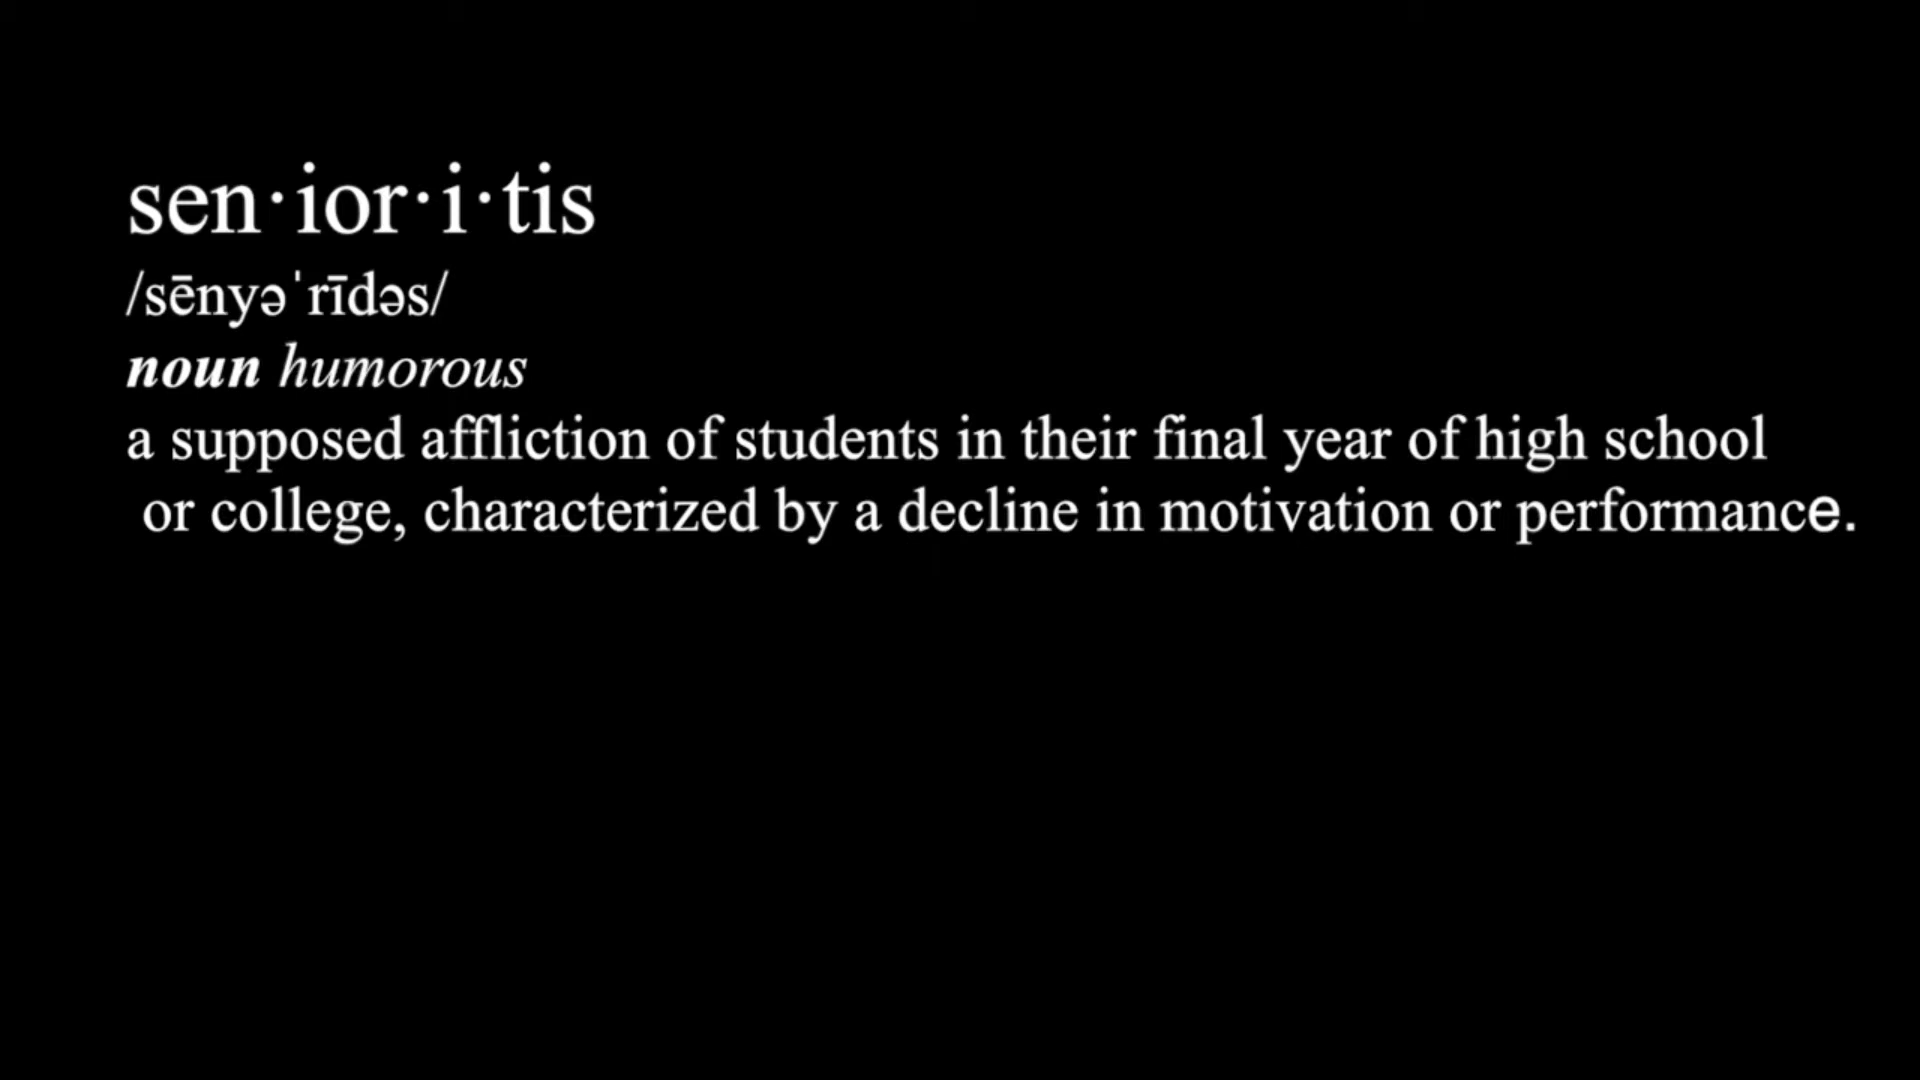 sen·ior·i·tis
/sēnyəˈrīdəs/
noun humorous
a supposed affliction of students in their final year of high school
or college, characterized by a decline in motivation or performance.